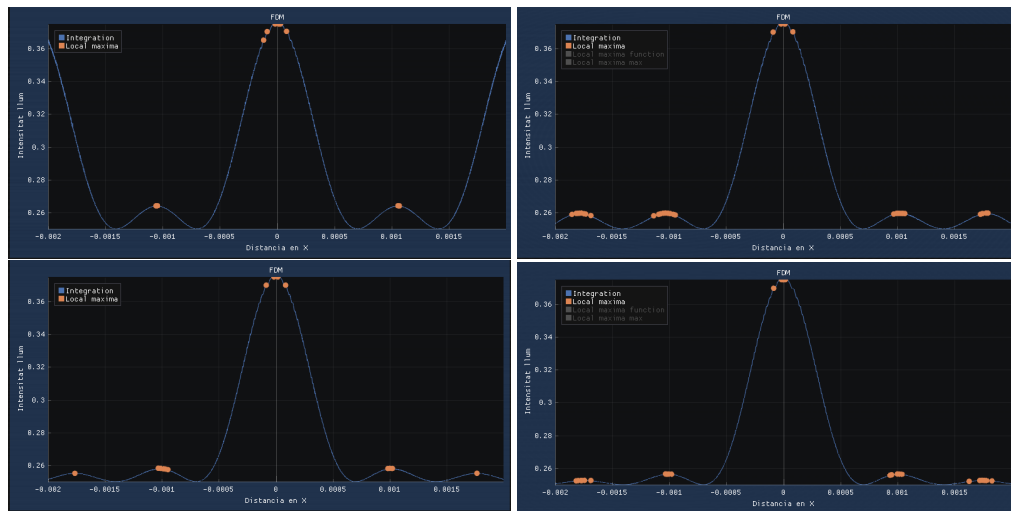 FDM
Integration
Local maxima
0.36
0.34
0.32
0.3
0.28
0.26
Intensitat llum
-0.002 -0.0015 -0.001 -0.0005 0 0.0005 0.001 0.0015
Distancia en X
FDM
Integration
Local maxima
Local maxima function
Local maxima max
0.36
0.34
0.32
0.3
0.28
0.26
Intensitat llum
-0.002 -0.0015 -0.001 -0.0005 0 0.0005 0.001 0.0015
Distancia en X
FDM
Integration
Local maxima
0.36
0.34
0.32
0.3
0.28
0.26
Intensitat llum
-0.002 -0.0015 -0.001 -0.0005 0 0.0005 0.001 0.0015
Distancia en X
FDM
Integration
Local maxima
Local maxima function
Local maxima max
0.36
0.34
0.32
0.3
0.28
0.26
Intensitat llum
-0.002 -0.0015 -0.001 -0.0005 0 0.0005 0.001 0.0015
Distancia en X